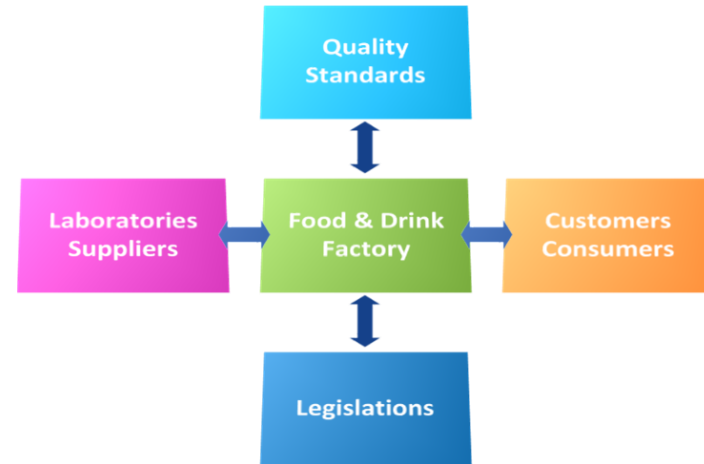 Quality
Standards
Laboratories
Suppliers
Food & Drink
Factory
Customers
Consumers
Legislations